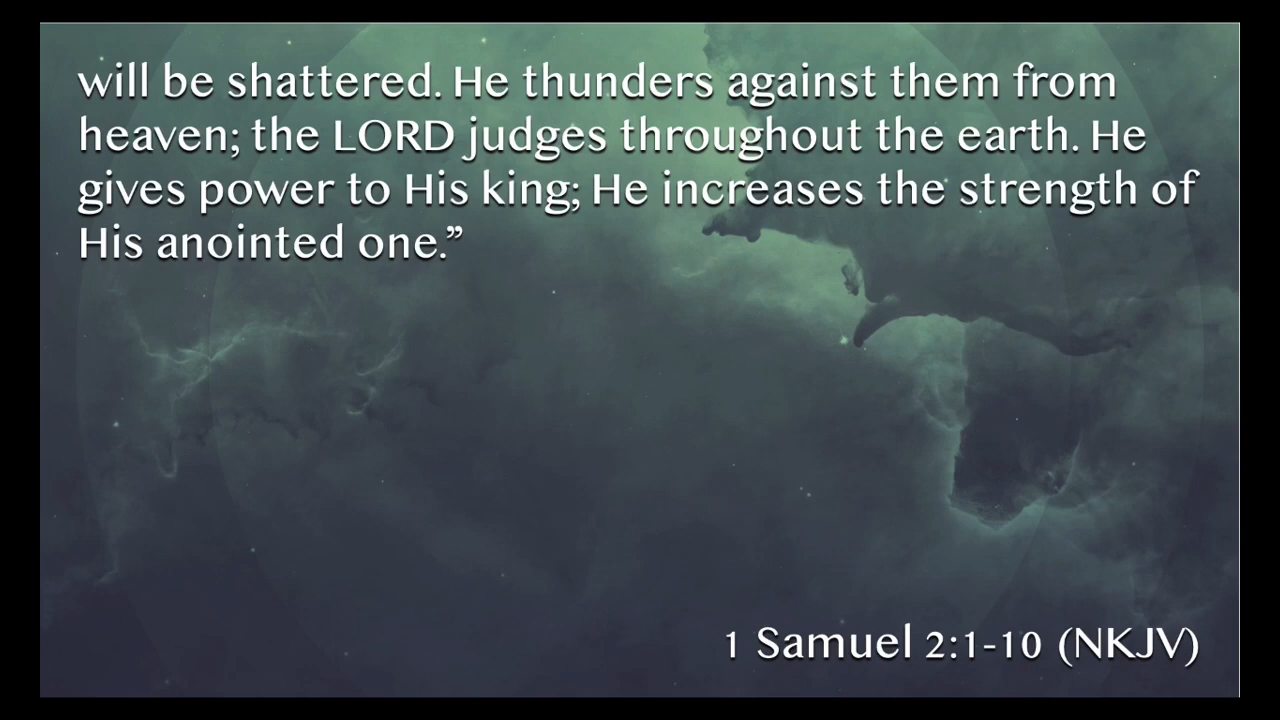 will be shattered. He thunders against them from
heaven; the LORD judges throughout the earth. He
gives power to His king; He increases the strength of
His anointed one.”
1 Samuel 2:1-10 (NKJV)